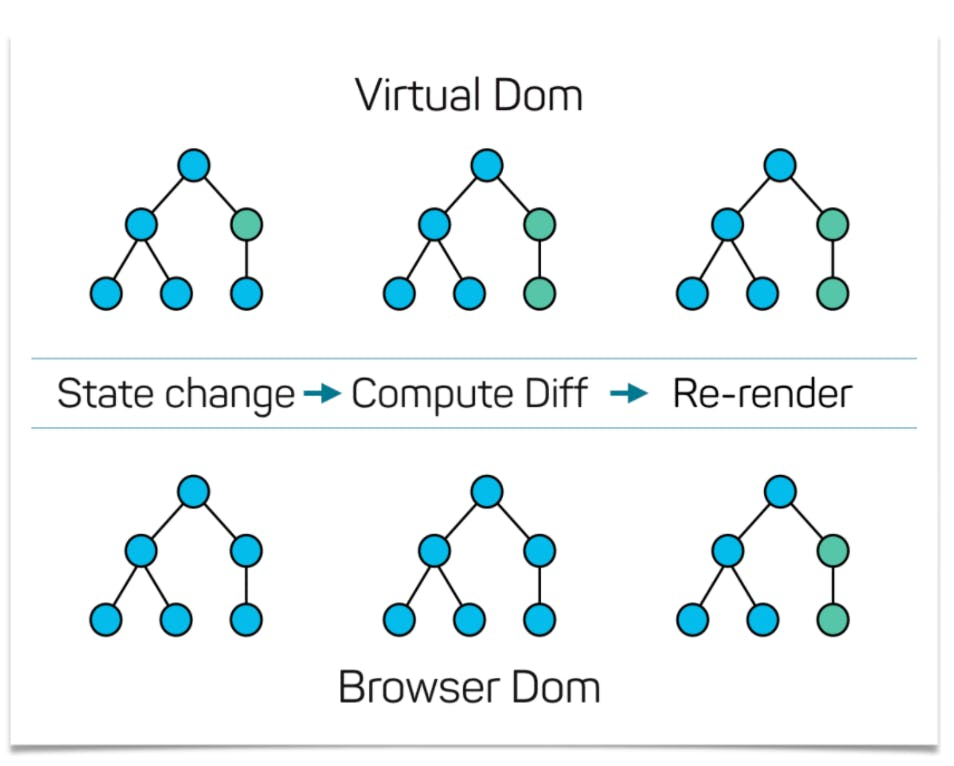 Virtual Dom
State change → Compute Diff → Re-render
Browser Dom